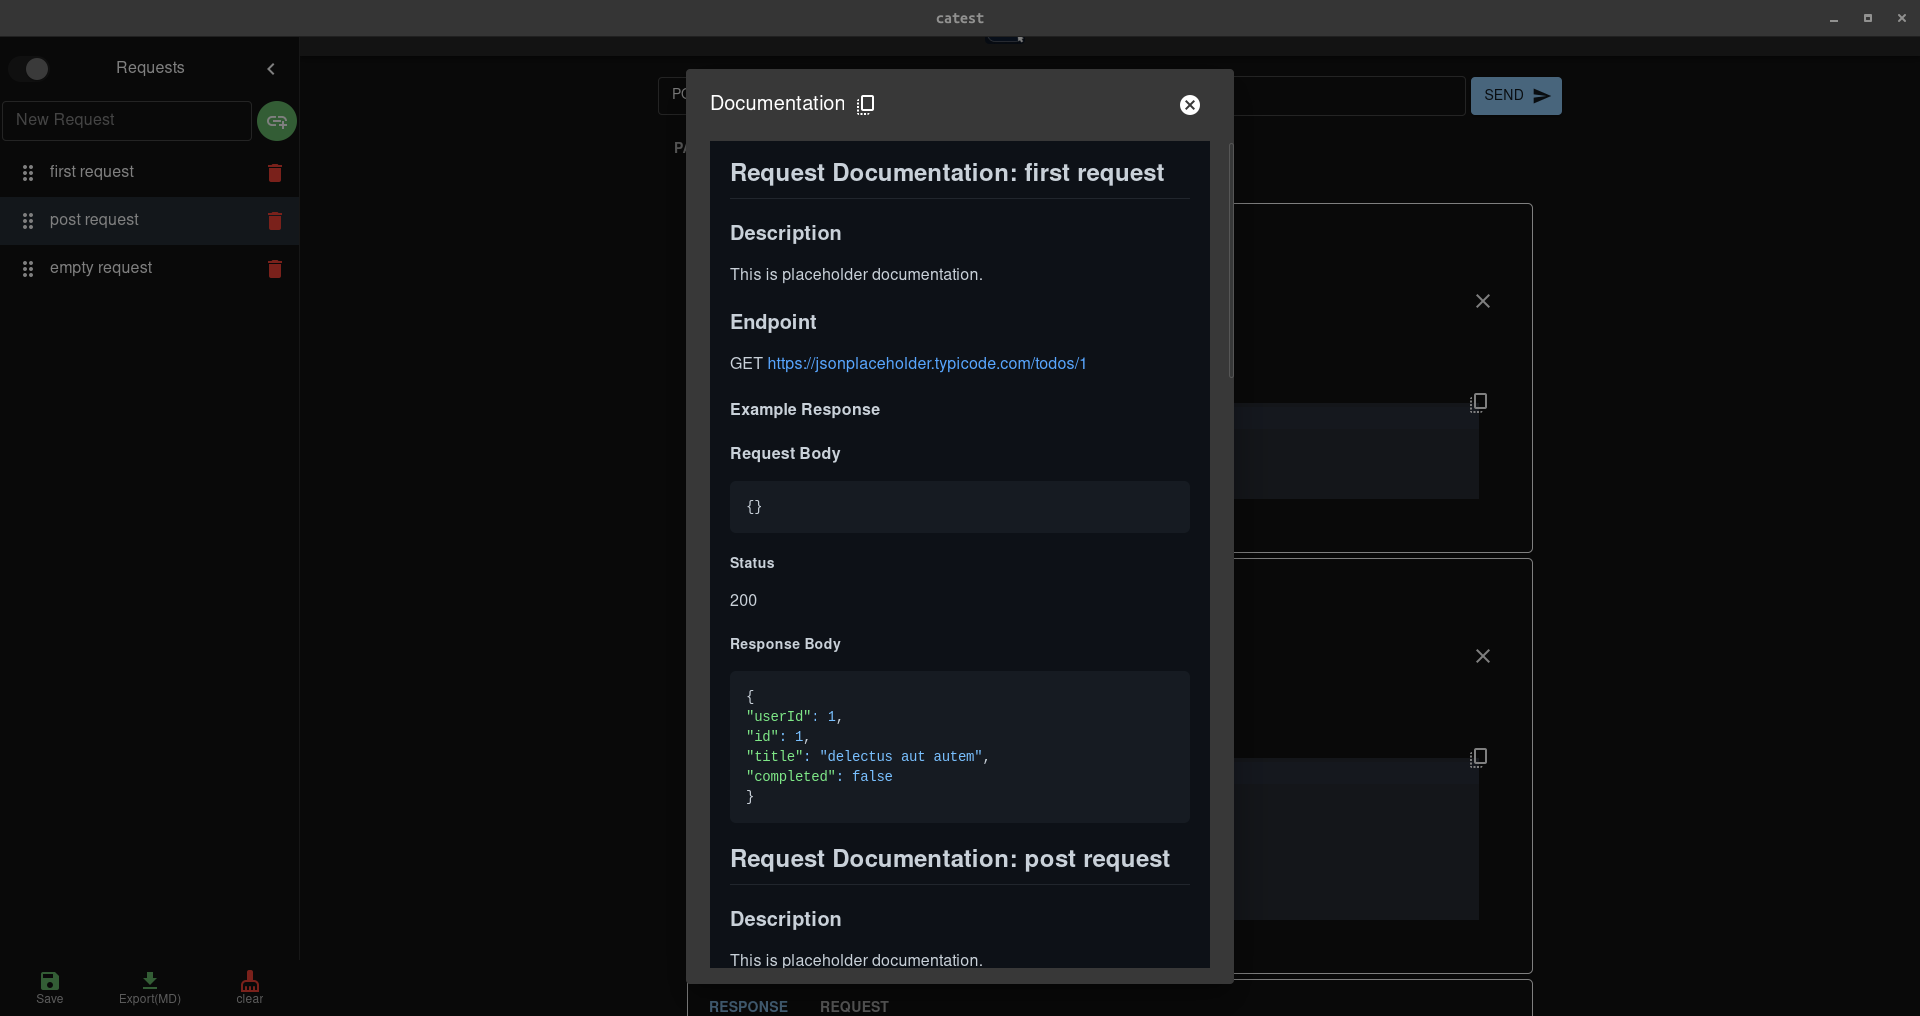 catest
Requests
New Request
first request
post request
empty request
Save
Export(MD)
clear
SEND
Documentation
Request Documentation: first request
Description
This is placeholder documentation.
Endpoint
GET https://jsonplaceholder.typicode.com/todos/1
Example Response
Request Body
{}
Status
200
Response Body
{
"userId": 1,
"id": 1,
"title": "delectus aut autem",
"completed": false
}
Request Documentation: post request
Description
This is placeholder documentation.
RESPONSE REQUEST